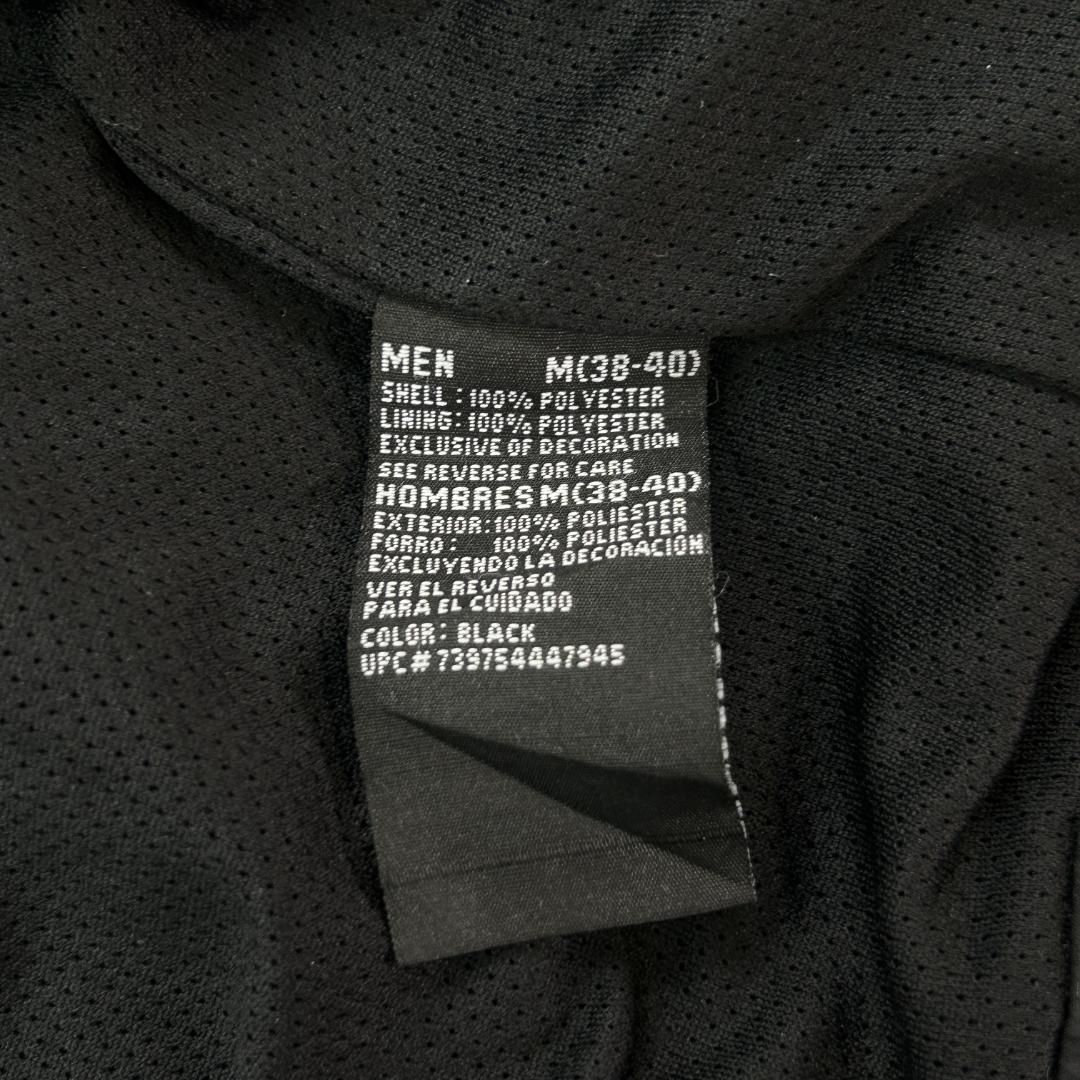 MEN M(38-40)
SHELL : 100% POLYESTER
LINING: 100% POLYESTER
EXCLUSIVE OF DECORATION
SEE REVERSE FOR CARE
HOMBRES M(38-40)
EXTERIOR: 100% POLIESTER
FORRO: 100% POLIESTER
EXCLUYENDO LA DECORACION
VER EL REVERSO
PARA EL CUIDADO
COLOR: BLACK
UPC# 739754447945